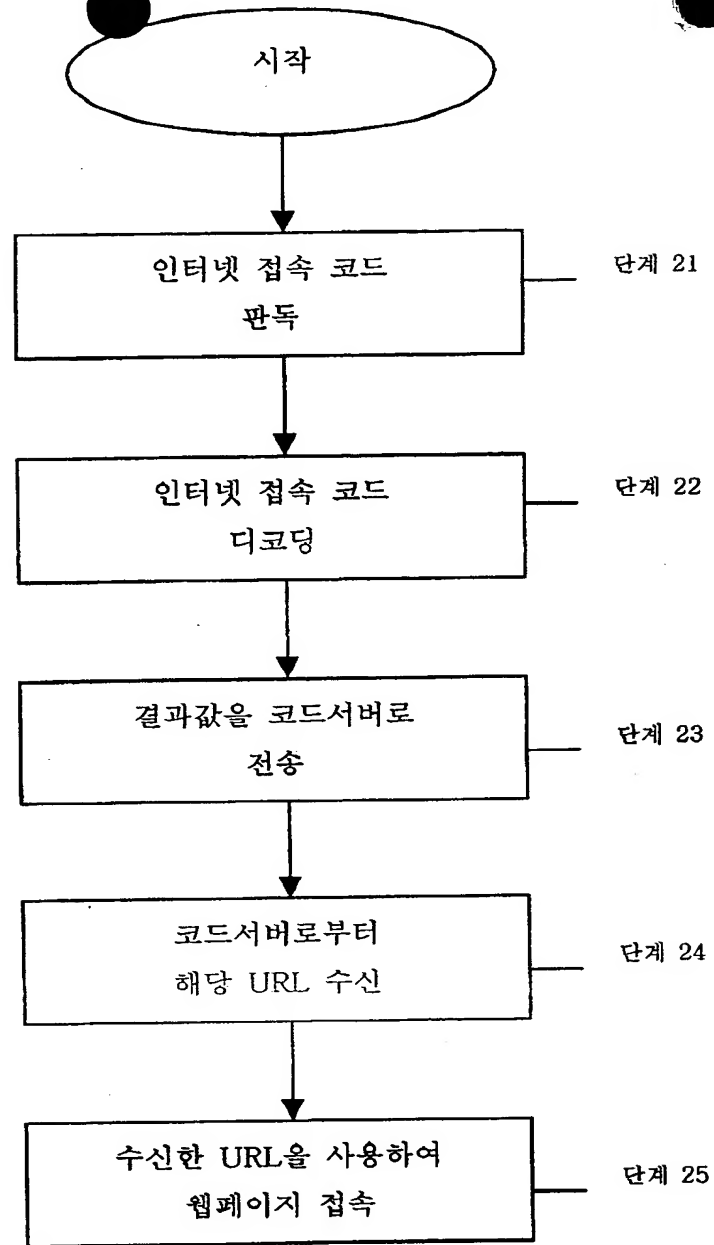 시작
인터넷 접속 코드
판독
단계 21
인터넷 접속 코드
디코딩
단계 22
결과값을 코드서버로
전송
단계 23
코드서버로부터
해당 URL 수신
단계 24
수신한 URL을 사용하여
웹페이지 접속
단계 25